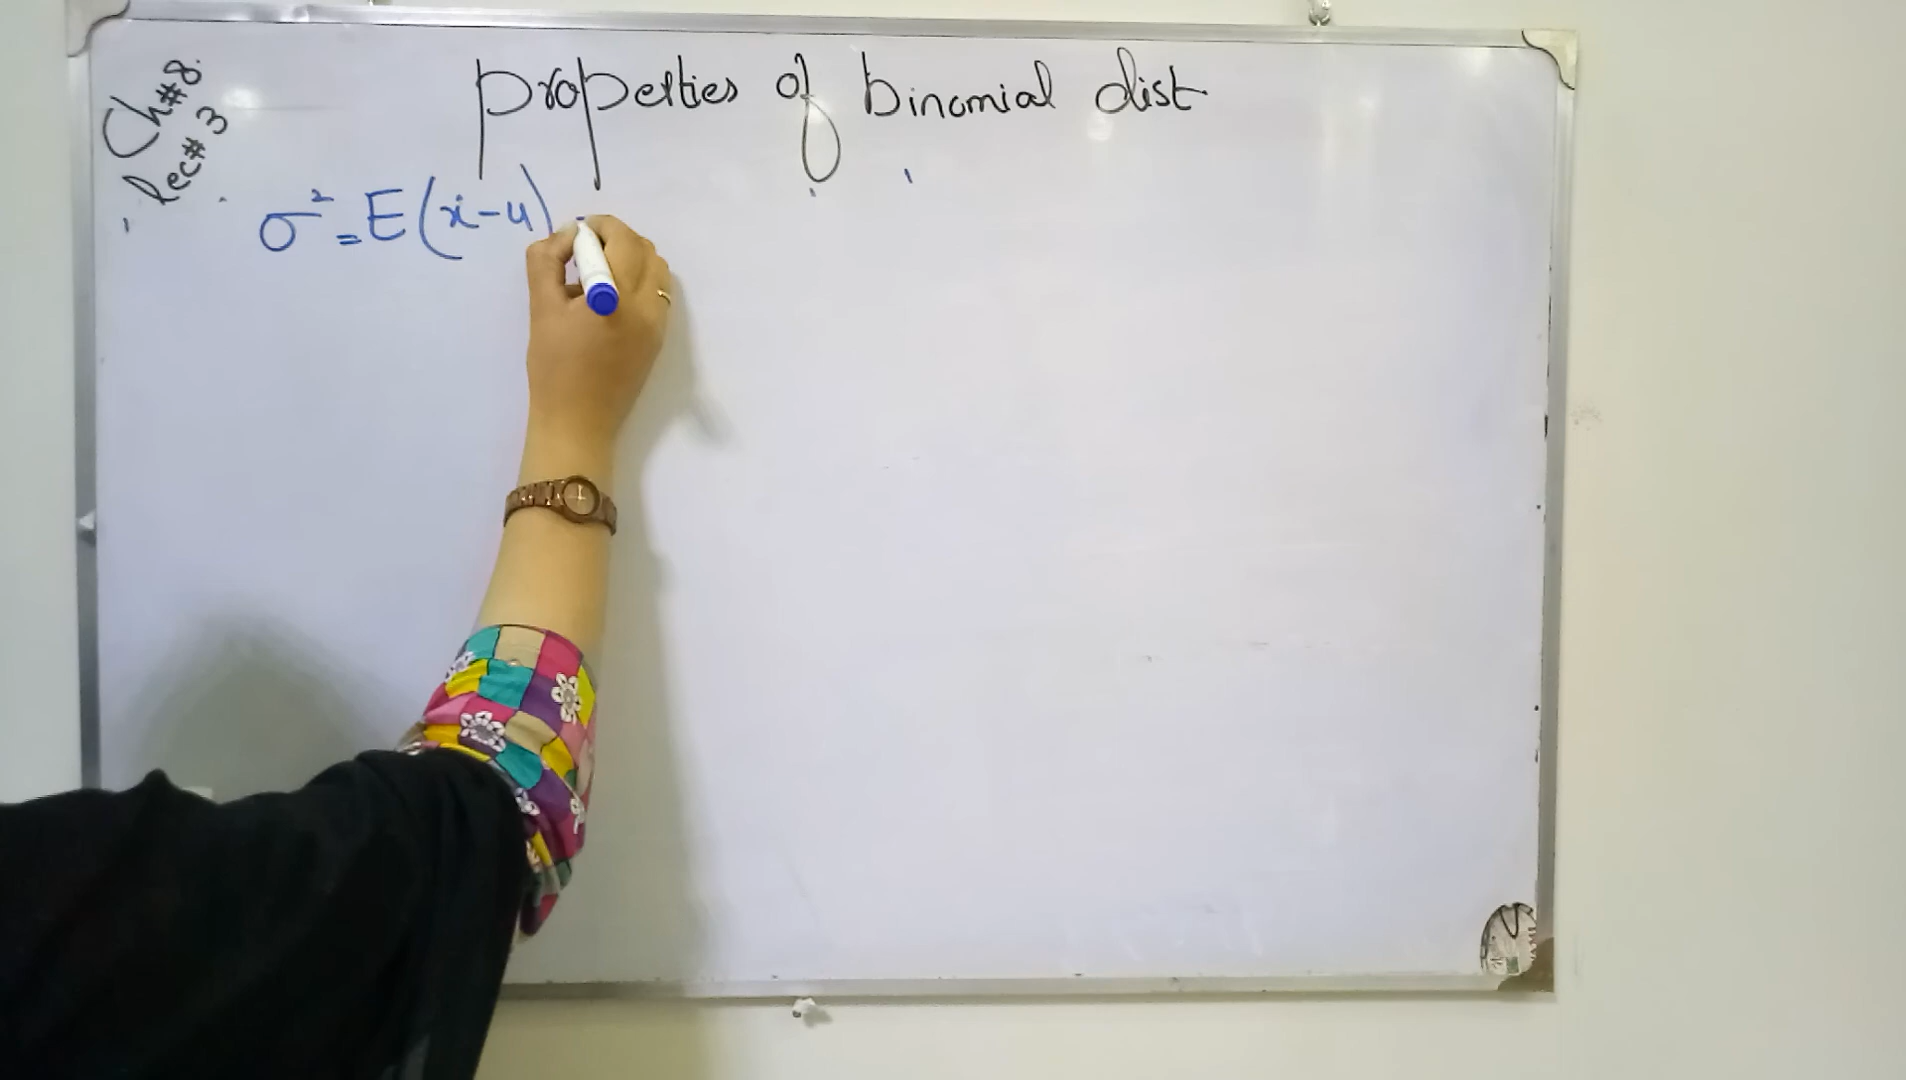 Ch#8.
Lec#3
properties of binomial dist.
σ² = E(x-μ)